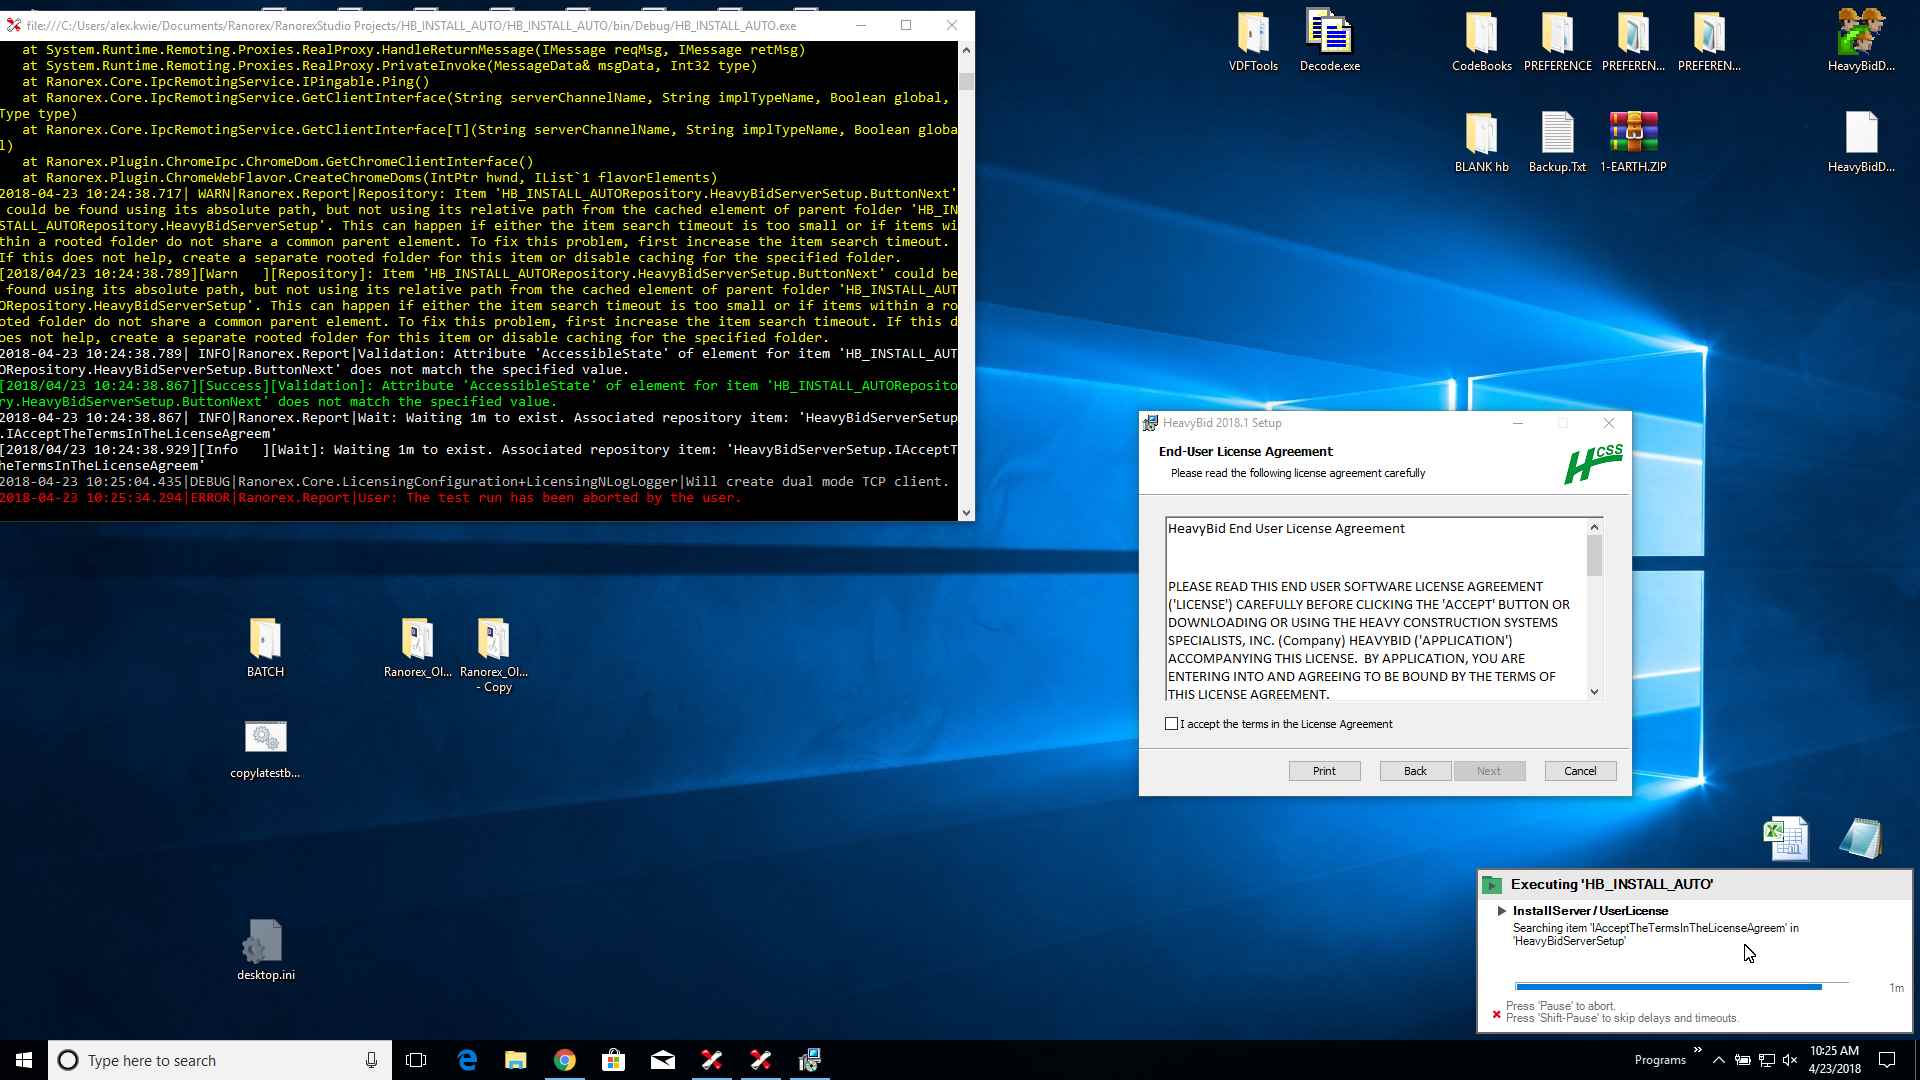 file:///C:/Users/alex.kwie/Documents/Ranorex/RanorexStudio Projects/HB_INSTALL_AUTO/HB_INSTALL_AUTO/bin/Debug/HB_INSTALL_AUTO.exe
at System.Runtime.Remoting.Proxies.RealProxy.HandleReturnMessage(IMessage reqMsg, IMessage retMsg)
at System.Runtime.Remoting.Proxies.RealProxy.PrivateInvoke(MessageData& msgData, Int32 type)
at Ranorex.Core.IpcRemotingService.IPingable.Ping()
at Ranorex.Core.IpcRemotingService.GetClientInterface(String serverChannelName, String implTypeName, Boolean global,
Type type)
at Ranorex.Core.IpcRemotingService.GetClientInterface[T](String serverChannelName, String implTypeName, Boolean globa
l)
at Ranorex.Plugin.ChromeIpc.ChromeDom.GetChromeClientInterface()
at Ranorex.Plugin.ChromeWebFlavor.CreateChromeDoms(IntPtr hwnd, IList`1 flavorElements)
2018-04-23 10:24:38.717| WARN|Ranorex.Report|Repository: Item 'HB_INSTALL_AUTORepository.HeavyBidServerSetup.ButtonNext'
could be found using its absolute path, but not using its relative path from the cached element of parent folder 'HB_IN
STALL_AUTORepository.HeavyBidServerSetup'. This can happen if either the item search timeout is too small or if items wi
thin a rooted folder do not share a common parent element. To fix this problem, first increase the item search timeout.
If this does not help, create a separate rooted folder for this item or disable caching for the specified folder.
[2018/04/23 10:24:38.789][Warn   ][Repository]: Item 'HB_INSTALL_AUTORepository.HeavyBidServerSetup.ButtonNext' could be
found using its absolute path, but not using its relative path from the cached element of parent folder 'HB_INSTALL_AUT
ORepository.HeavyBidServerSetup'. This can happen if either the item search timeout is too small or if items within a ro
oted folder do not share a common parent element. To fix this problem, first increase the item search timeout. If this d
oes not help, create a separate rooted folder for this item or disable caching for the specified folder.
2018-04-23 10:24:38.789| INFO|Ranorex.Report|Validation: Attribute 'AccessibleState' of element for item 'HB_INSTALL_AUT
ORepository.HeavyBidServerSetup.ButtonNext' does not match the specified value.
[2018/04/23 10:24:38.867][Success][Validation]: Attribute 'AccessibleState' of element for item 'HB_INSTALL_AUTOReposito
ry.HeavyBidServerSetup.ButtonNext' does not match the specified value.
2018-04-23 10:24:38.867| INFO|Ranorex.Report|Wait: Waiting 1m to exist. Associated repository item: 'HeavyBidServerSetup
.IAcceptTheTermsInTheLicenseAgreem'
[2018/04/23 10:24:38.929][Info   ][Wait]: Waiting 1m to exist. Associated repository item: 'HeavyBidServerSetup.IAcceptT
heTermsInTheLicenseAgreem'
2018-04-23 10:25:04.435|DEBUG|Ranorex.Core.LicensingConfiguration+LicensingNLogLogger|Will create dual mode TCP client.
2018-04-23 10:25:34.294|ERROR|Ranorex.Report|User: The test run has been aborted by the user.
VDFTools
Decode.exe
CodeBooks
PREFERENCE
PREFEREN...
PREFEREN...
HeavyBidD...
BLANK hb
Backup.Txt
1-EARTH.ZIP
HeavyBidD...
BATCH
Ranorex_Ol...
Ranorex_Ol...
- Copy
copylatestb...
desktop.ini
HeavyBid 2018.1 Setup
End-User License Agreement
Please read the following license agreement carefully
HCSS
HeavyBid End User License Agreement
PLEASE READ THIS END USER SOFTWARE LICENSE AGREEMENT
('LICENSE') CAREFULLY BEFORE CLICKING THE 'ACCEPT' BUTTON OR
DOWNLOADING OR USING THE HEAVY CONSTRUCTION SYSTEMS
SPECIALISTS, INC. (Company) HEAVYBID ('APPLICATION')
ACCOMPANYING THIS LICENSE.  BY APPLICATION, YOU ARE
ENTERING INTO AND AGREEING TO BE BOUND BY THE TERMS OF
THIS LICENSE AGREEMENT.
I accept the terms in the License Agreement
Print
Back
Next
Cancel
Executing 'HB_INSTALL_AUTO'
InstallServer / UserLicense
Searching item 'IAcceptTheTermsInTheLicenseAgreem' in
'HeavyBidServerSetup'
1m
Press 'Pause' to abort.
Press 'Shift-Pause' to skip delays and timeouts.
Type here to search
Programs
10:25 AM
4/23/2018